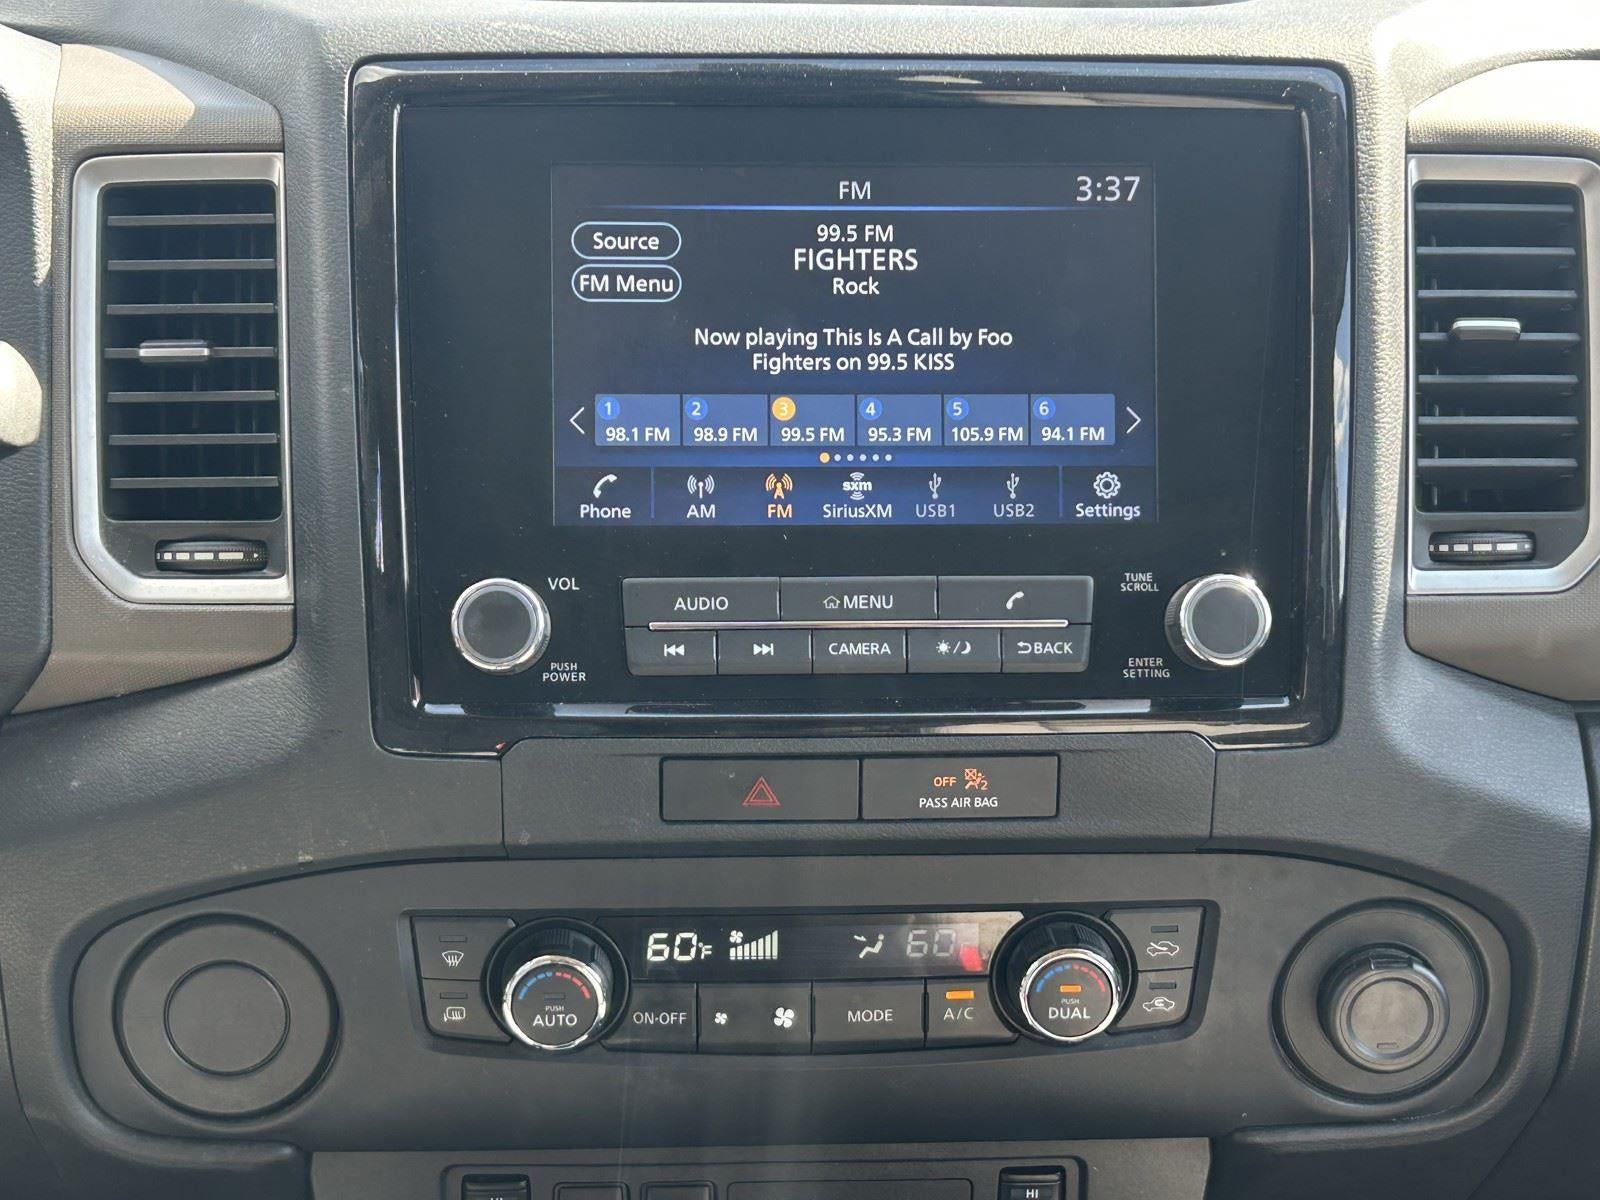 FM
3:37
Source
FM Menu
99.5 FM
FIGHTERS
Rock
Now playing This Is A Call by Foo
Fighters on 99.5 KISS
1 2 3 4 5 6
98.1 FM 98.9 FM 99.5 FM 95.3 FM 105.9 FM 94.1 FM
sxm
Phone AM FM SiriusXM USB1 USB2 Settings
VOL
PUSH
POWER
AUDIO MENU
CAMERA BACK
TUNE
SCROLL
ENTER
SETTING
OFF 2
PASS AIR BAG
60°F 60
PUSH
AUTO
ON·OFF
MODE
A/C
PUSH
DUAL
HI
HI